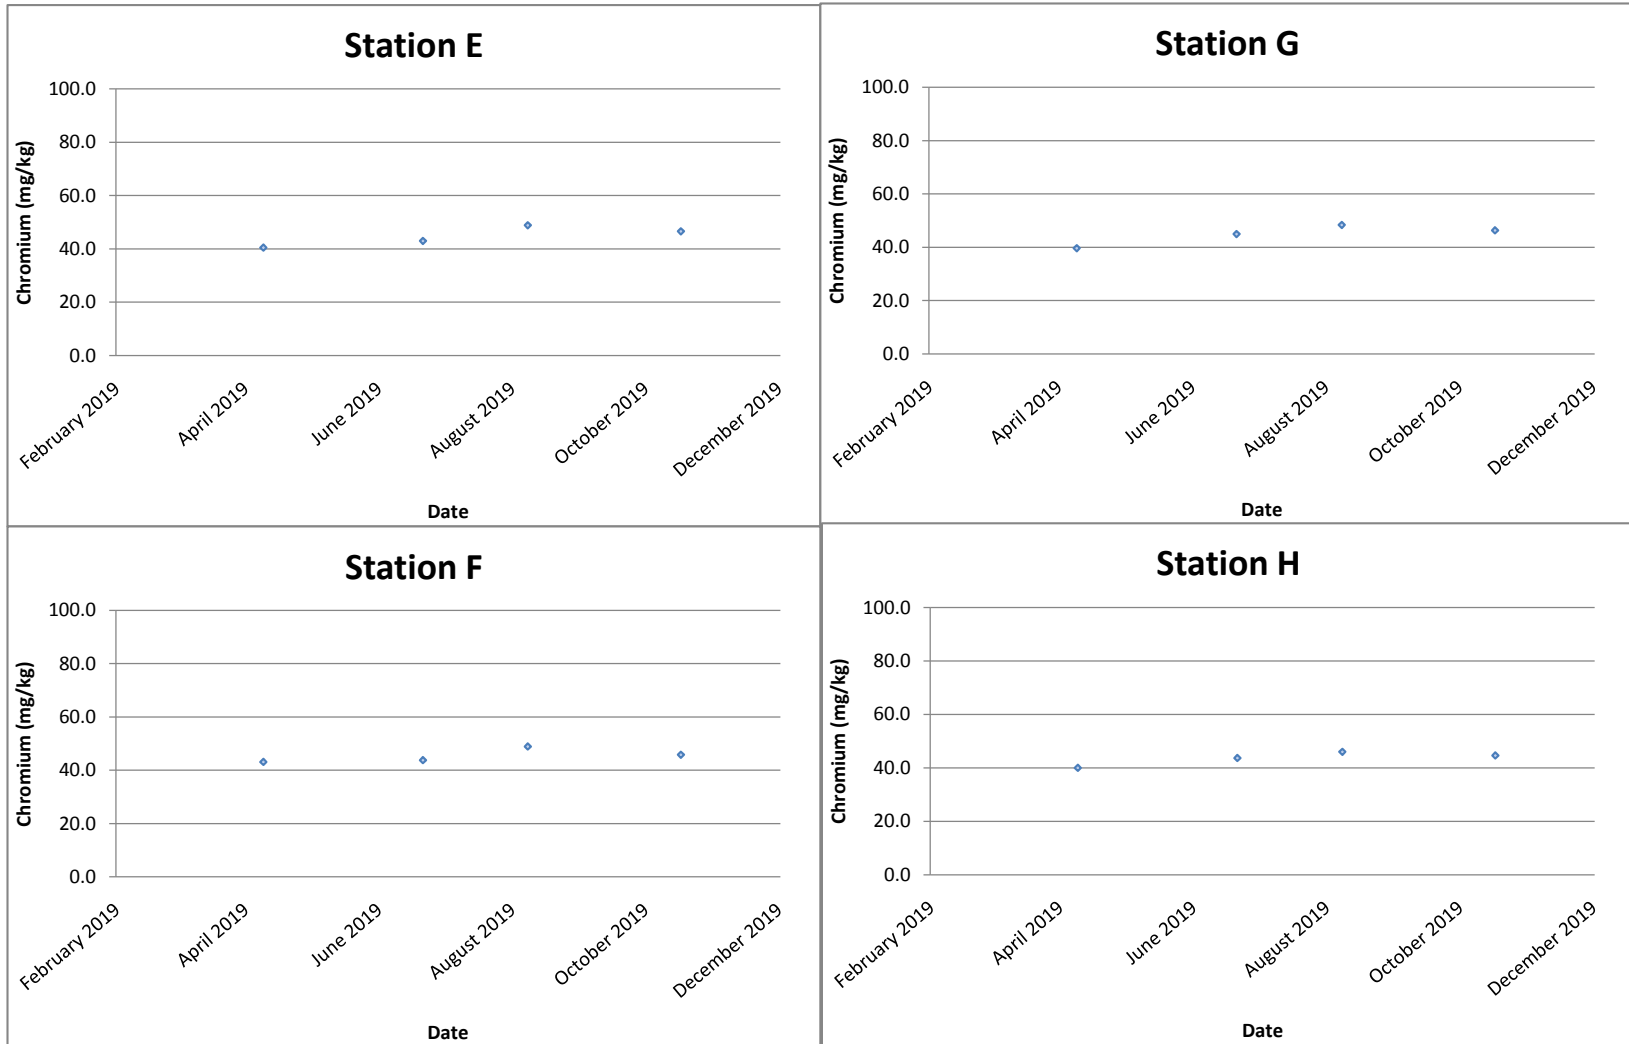 Station E
100.0
80.0
60.0
40.0
20.0
0.0
Chromium (mg/kg)
February 2019
April 2019
June 2019
August 2019
October 2019
December 2019
Date
Station G
100.0
80.0
60.0
40.0
20.0
0.0
Chromium (mg/kg)
February 2019
April 2019
June 2019
August 2019
October 2019
December 2019
Date
Station F
100.0
80.0
60.0
40.0
20.0
0.0
Chromium (mg/kg)
February 2019
April 2019
June 2019
August 2019
October 2019
December 2019
Date
Station H
100.0
80.0
60.0
40.0
20.0
0.0
Chromium (mg/kg)
February 2019
April 2019
June 2019
August 2019
October 2019
December 2019
Date